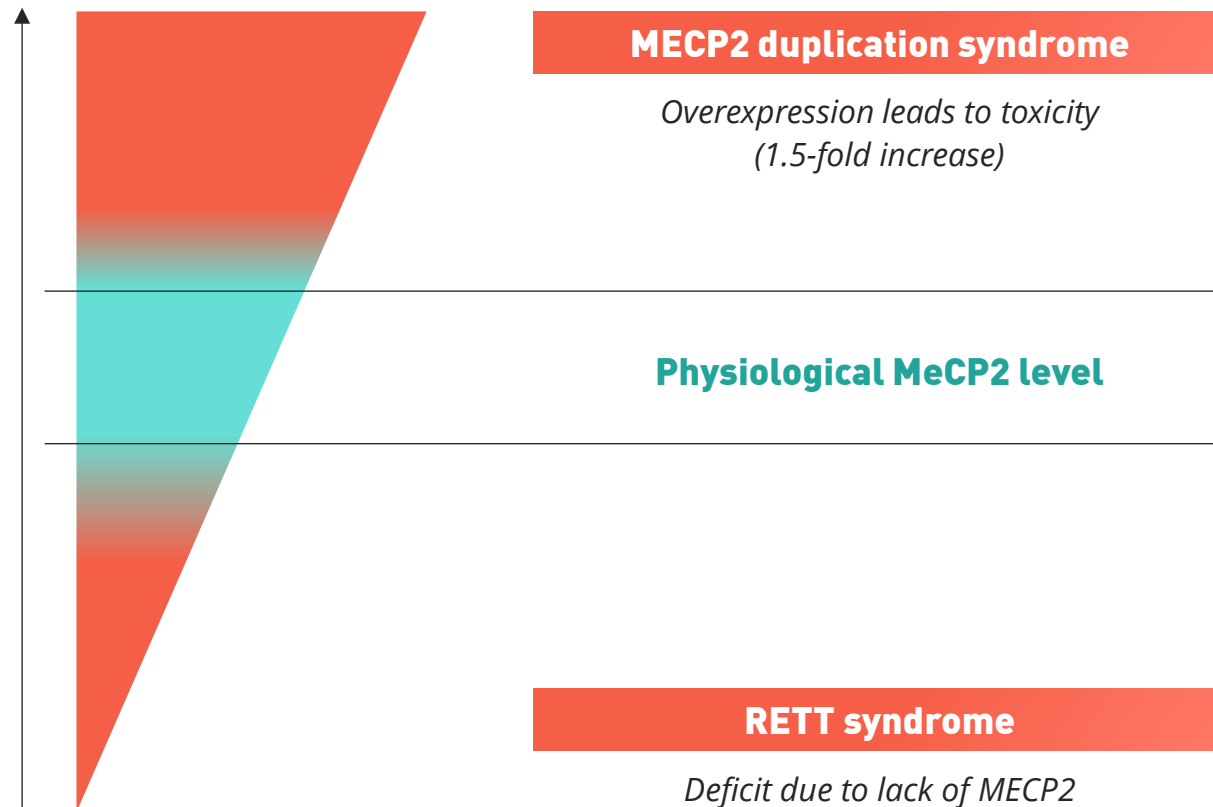 MECP2 duplication syndrome
Overexpression leads to toxicity
(1.5-fold increase)
Physiological MeCP2 level
RETT syndrome
Deficit due to lack of MECP2